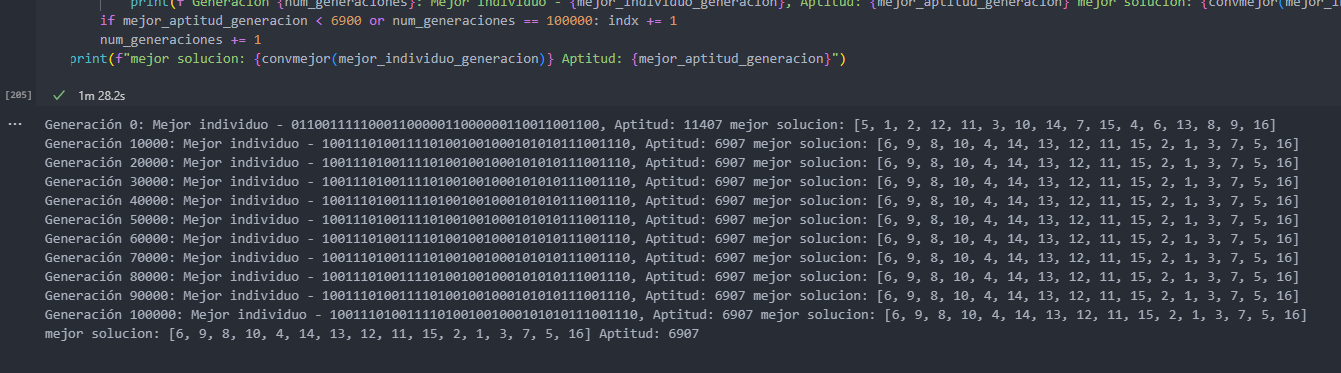 print(f"Generación {num_generaciones}: Mejor individuo - {mejor_individuo_generacion}, Aptitud: {mejor_aptitud_generacion} mejor solucion: {convmejor(mejor_in
if mejor_aptitud_generacion < 6900 or num_generaciones == 100000: indx += 1
num_generaciones += 1
print(f"mejor solucion: {convmejor(mejor_individuo_generacion)} Aptitud: {mejor_aptitud_generacion}")
[205] ✓ 1m 28.2s
... Generación 0: Mejor individuo - 011001111100011000001100000011001100​1100, Aptitud: 11407 mejor solucion: [5, 1, 2, 12, 11, 3, 10, 14, 7, 15, 4, 6, 13, 8, 9, 16]
Generación 10000: Mejor individuo - 100111010011110100100100010101011100​1110, Aptitud: 6907 mejor solucion: [6, 9, 8, 10, 4, 14, 13, 12, 11, 15, 2, 1, 3, 7, 5, 16]
Generación 20000: Mejor individuo - 1001110100111101001001000101010111001110, Aptitud: 6907 mejor solucion: [6, 9, 8, 10, 4, 14, 13, 12, 11, 15, 2, 1, 3, 7, 5, 16]
Generación 30000: Mejor individuo - 1001110100111101001001000101010111001110, Aptitud: 6907 mejor solucion: [6, 9, 8, 10, 4, 14, 13, 12, 11, 15, 2, 1, 3, 7, 5, 16]
Generación 40000: Mejor individuo - 1001110100111101001001000101010111001110, Aptitud: 6907 mejor solucion: [6, 9, 8, 10, 4, 14, 13, 12, 11, 15, 2, 1, 3, 7, 5, 16]
Generación 50000: Mejor individuo - 1001110100111101001001000101010111001110, Aptitud: 6907 mejor solucion: [6, 9, 8, 10, 4, 14, 13, 12, 11, 15, 2, 1, 3, 7, 5, 16]
Generación 60000: Mejor individuo - 1001110100111101001001000101010111001110, Aptitud: 6907 mejor solucion: [6, 9, 8, 10, 4, 14, 13, 12, 11, 15, 2, 1, 3, 7, 5, 16]
Generación 70000: Mejor individuo - 1001110100111101001001000101010111001110, Aptitud: 6907 mejor solucion: [6, 9, 8, 10, 4, 14, 13, 12, 11, 15, 2, 1, 3, 7, 5, 16]
Generación 80000: Mejor individuo - 1001110100111101001001000101010111001110, Aptitud: 6907 mejor solucion: [6, 9, 8, 10, 4, 14, 13, 12, 11, 15, 2, 1, 3, 7, 5, 16]
Generación 90000: Mejor individuo - 1001110100111101001001000101010111001110, Aptitud: 6907 mejor solucion: [6, 9, 8, 10, 4, 14, 13, 12, 11, 15, 2, 1, 3, 7, 5, 16]
Generación 100000: Mejor individuo - 1001110100111101001001000101010111001110, Aptitud: 6907 mejor solucion: [6, 9, 8, 10, 4, 14, 13, 12, 11, 15, 2, 1, 3, 7, 5, 16]
mejor solucion: [6, 9, 8, 10, 4, 14, 13, 12, 11, 15, 2, 1, 3, 7, 5, 16] Aptitud: 6907